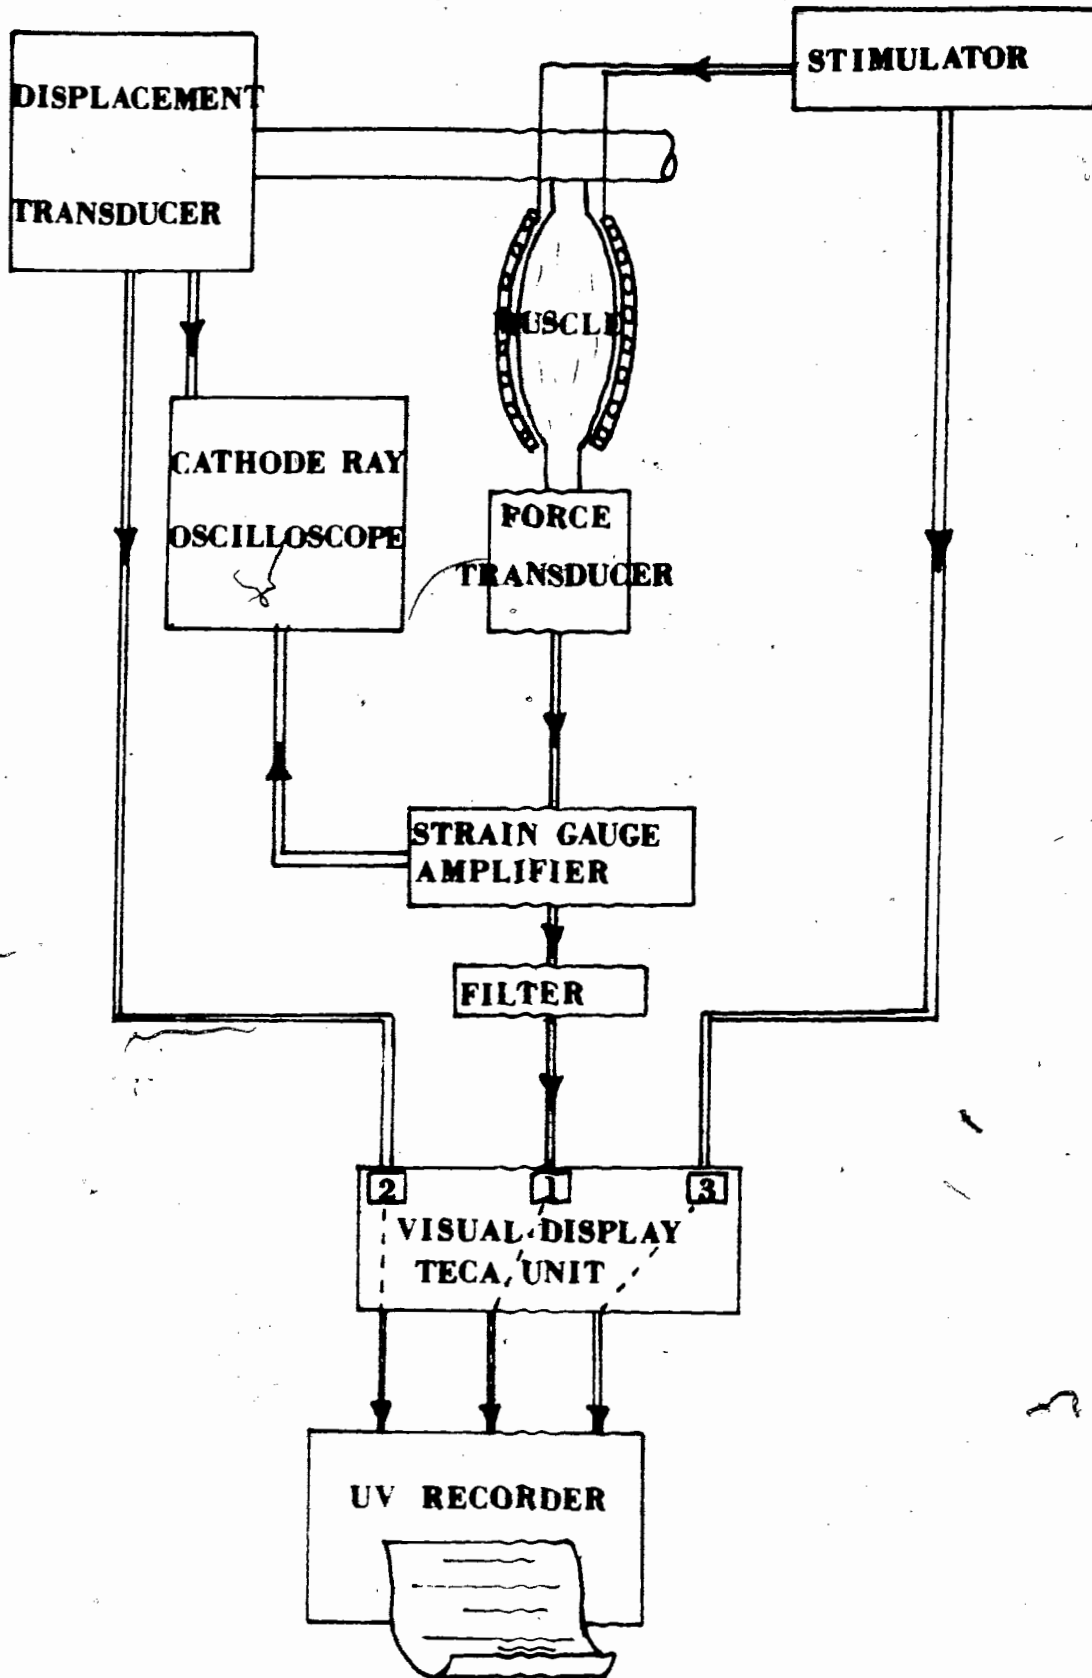 STIMULATOR
DISPLACEMENT
TRANSDUCER
MUSCLE
CATHODE RAY
OSCILLOSCOPE
FORCE
TRANSDUCER
STRAIN GAUGE
AMPLIFIER
FILTER
2 1 3
VISUAL DISPLAY
TECA UNIT
UV RECORDER